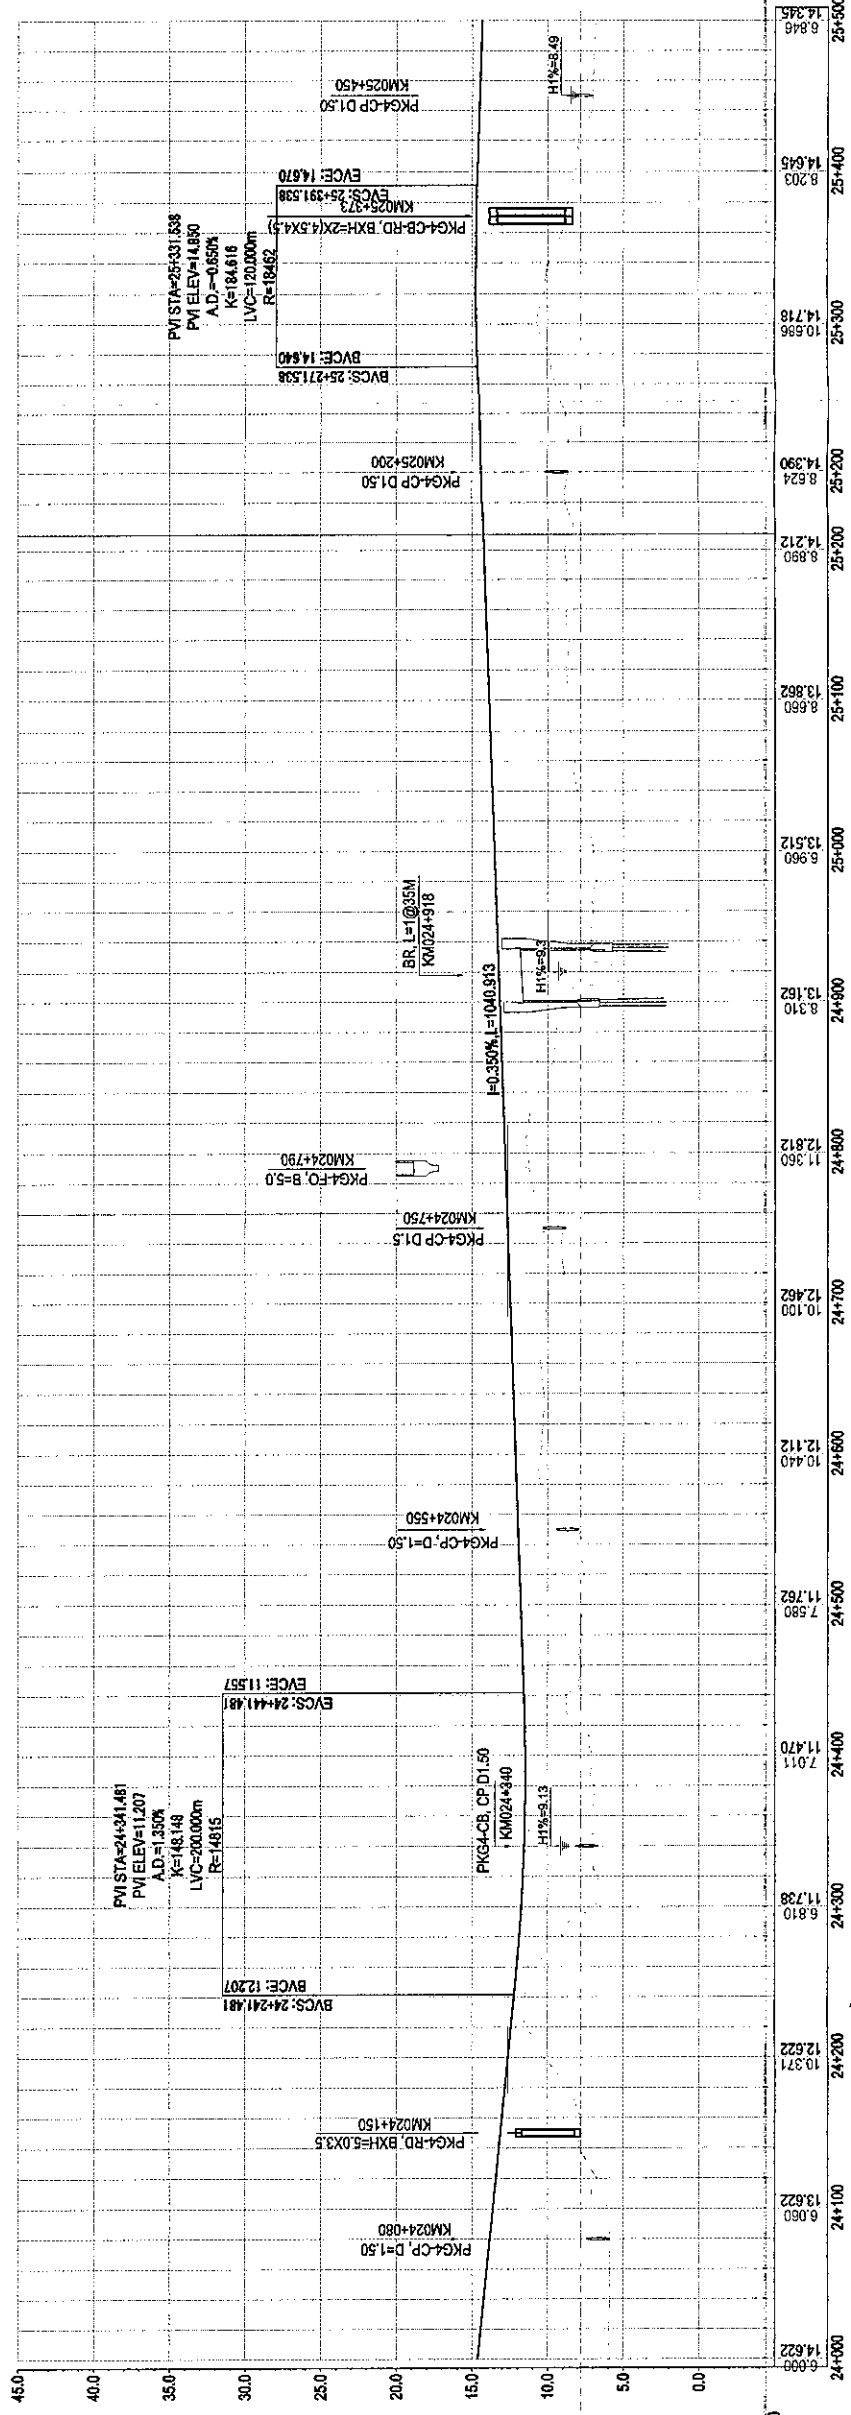 45.0
40.0
35.0
30.0
25.0
20.0
15.0
10.0
5.0
0.0
PKG4-CP, D=1.50
KM024+080
PKG4-RD, BXH=5.0X3.5
KM024+150
PVI STA=24+341.481
PVI ELEV=11.207
A.D.=1.350%
K=148.148
LVC=200.000m
R=14815
BVCS: 24+241.481
BVCE: 12.207
EVCS: 24+441.481
EVCE: 11.557
PKG4-CB, CP D1.50
KM024+340
H1%=9.13
PKG4-CP, D=1.50
KM024+550
PKG4-CP D1.5
KM024+750
PKG4-FO, B=5.0
KM024+790
I=0.350%, L=1040.913
BR, L=1@35M
KM024+918
H1%=9.3
PKG4-CP D1.50
KM025+200
PVI STA=25+331.538
PVI ELEV=14.850
A.D.=-0.650%
K=184.616
LVC=120.000m
R=18462
BVCS: 25+271.538
BVCE: 14.640
PKG4-CB-RD, BXH=2X(4.5X4.5)
KM025+373
EVCS: 25+391.538
EVCE: 14.670
PKG4-CP D1.50
KM025+450
H1%=8.49
14.622 13.622 12.622 11.738 11.470 11.762 12.112 12.462 12.812 13.162 13.512 13.862 14.212 14.390 14.718 14.645 14.345
6.008 6.060 10.371 6.810 7.011 7.580 10.440 10.100 11.360 8.310 6.960 8.660 8.890 8.624 10.686 8.203 6.846
24+000 24+100 24+200 24+300 24+400 24+500 24+600 24+700 24+800 24+900 25+000 25+100 25+200 25+200 25+300 25+400 25+500